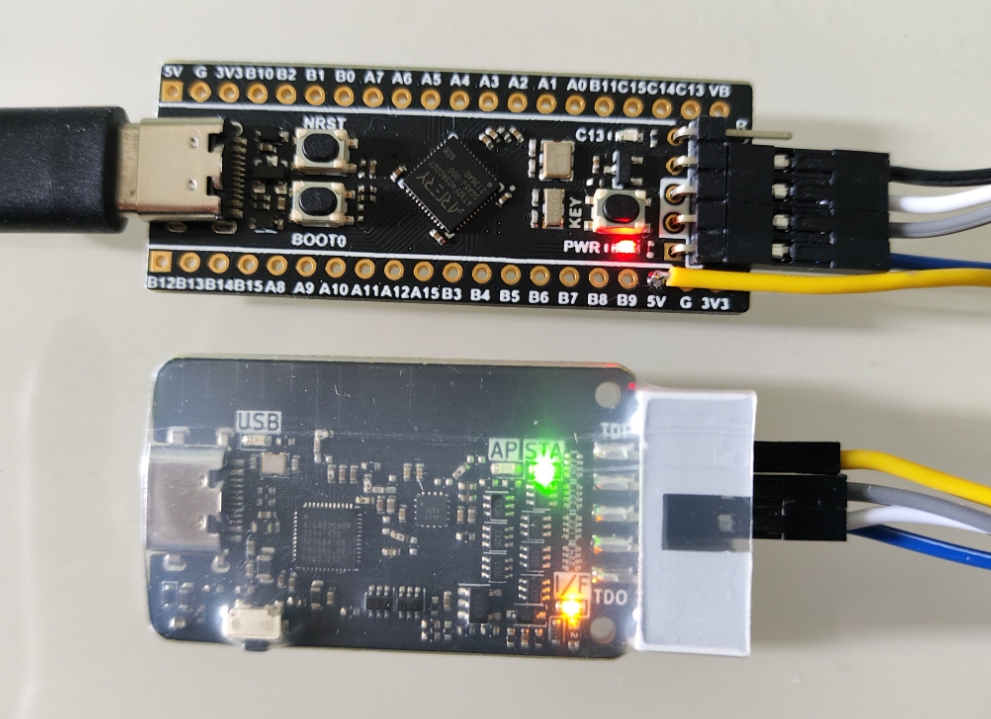 5V G 3V3 B10 B2 B1 B0 A7 A6 A5 A4 A3 A2 A1 A0 B11 C15 C14 C13 VB
NRST
C13
ARTERY
KEY
BOOT0
PWR
B12 B13 B14 B15 A8 A9 A10 A11 A12 A15 B3 B4 B5 B6 B7 B8 B9 5V G 3V3
USB
AP STA
I/F
TDO